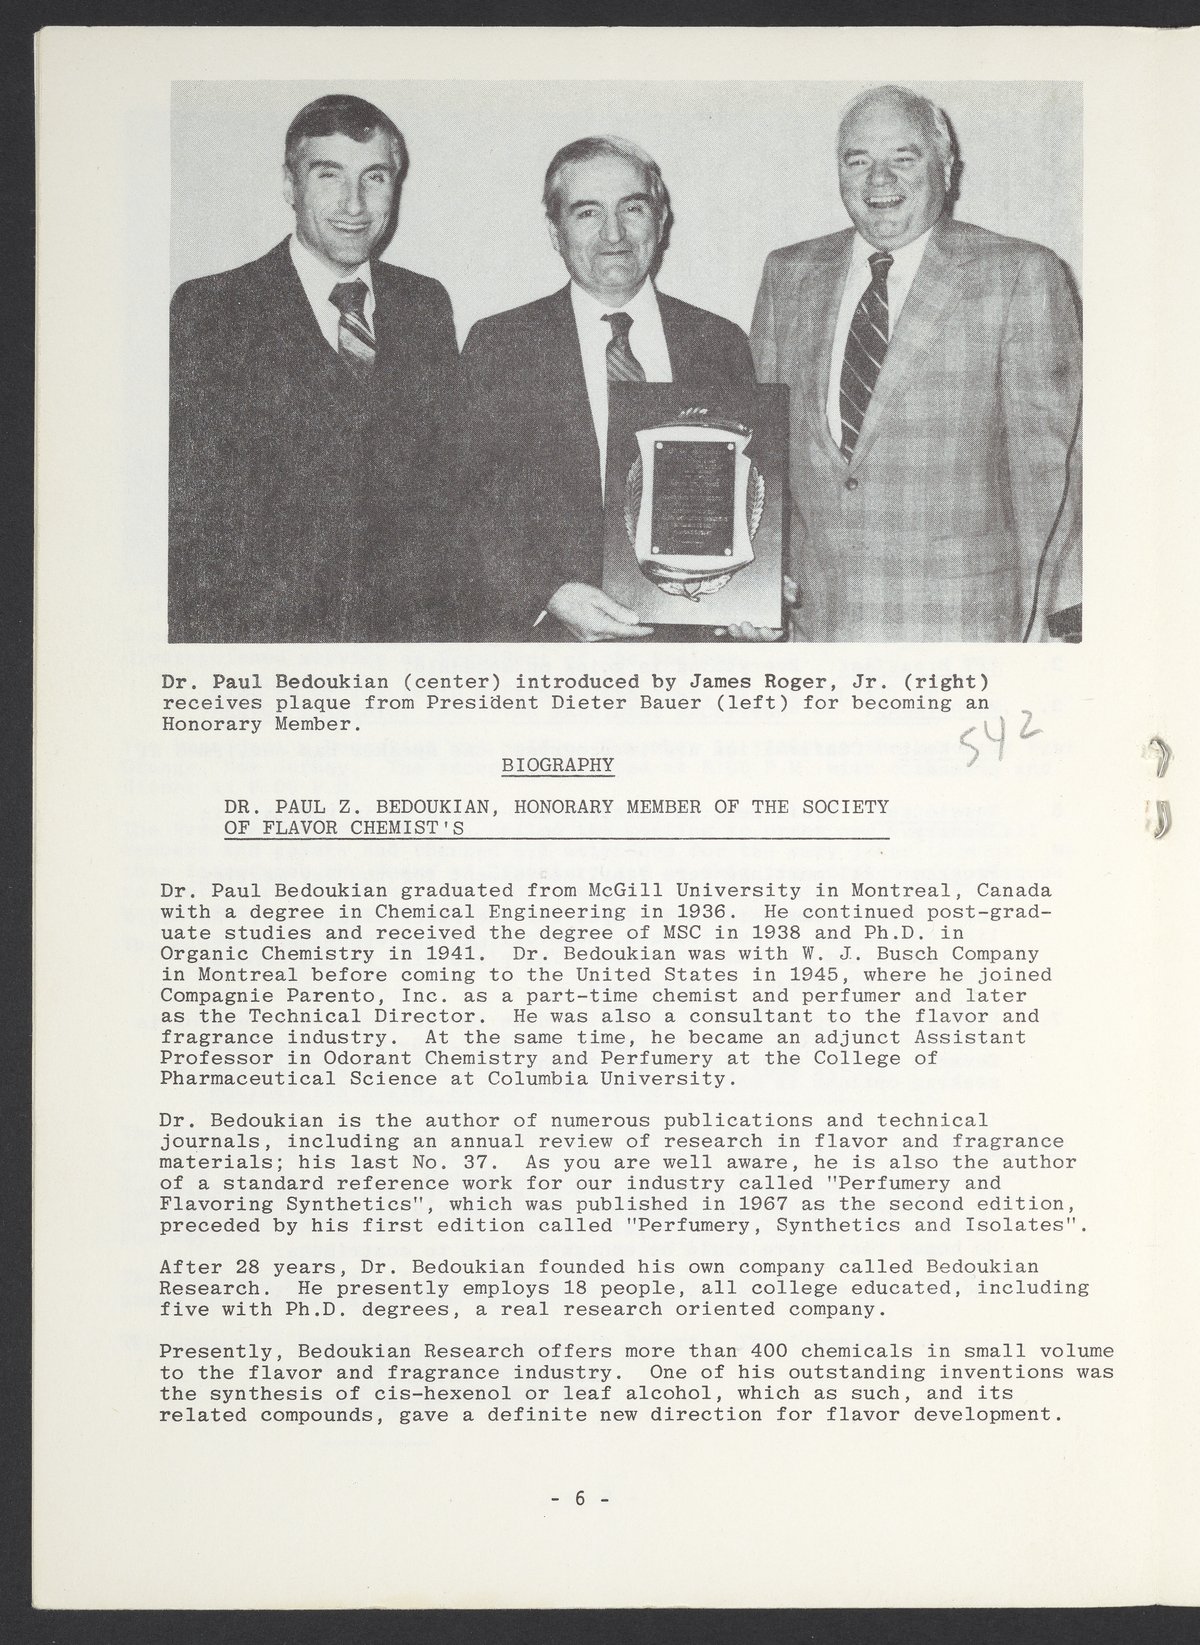 Dr. Paul Bedoukian (center) introduced by James Roger, Jr. (right)
receives plaque from President Dieter Bauer (left) for becoming an
Honorary Member.
542
BIOGRAPHY
DR. PAUL Z. BEDOUKIAN, HONORARY MEMBER OF THE SOCIETY
OF FLAVOR CHEMIST'S
Dr. Paul Bedoukian graduated from McGill University in Montreal, Canada
with a degree in Chemical Engineering in 1936. He continued post-grad-
uate studies and received the degree of MSC in 1938 and Ph.D. in
Organic Chemistry in 1941. Dr. Bedoukian was with W. J. Busch Company
in Montreal before coming to the United States in 1945, where he joined
Compagnie Parento, Inc. as a part-time chemist and perfumer and later
as the Technical Director. He was also a consultant to the flavor and
fragrance industry. At the same time, he became an adjunct Assistant
Professor in Odorant Chemistry and Perfumery at the College of
Pharmaceutical Science at Columbia University.
Dr. Bedoukian is the author of numerous publications and technical
journals, including an annual review of research in flavor and fragrance
materials; his last No. 37. As you are well aware, he is also the author
of a standard reference work for our industry called "Perfumery and
Flavoring Synthetics", which was published in 1967 as the second edition,
preceded by his first edition called "Perfumery, Synthetics and Isolates".
After 28 years, Dr. Bedoukian founded his own company called Bedoukian
Research. He presently employs 18 people, all college educated, including
five with Ph.D. degrees, a real research oriented company.
Presently, Bedoukian Research offers more than 400 chemicals in small volume
to the flavor and fragrance industry. One of his outstanding inventions was
the synthesis of cis-hexenol or leaf alcohol, which as such, and its
related compounds, gave a definite new direction for flavor development.
- 6 -